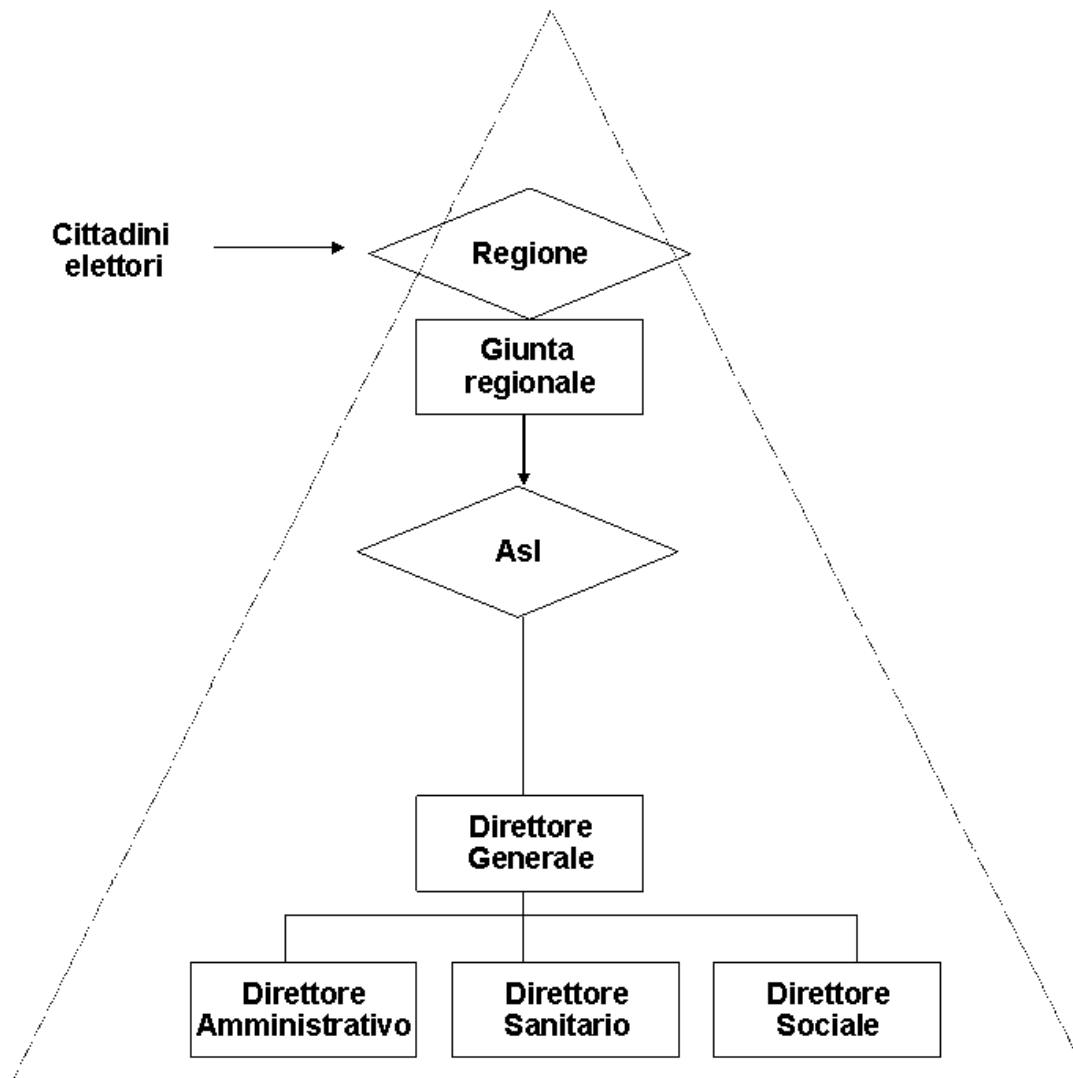 Cittadini
elettori
Regione
Giunta
regionale
Asl
Direttore
Generale
Direttore
Amministrativo
Direttore
Sanitario
Direttore
Sociale